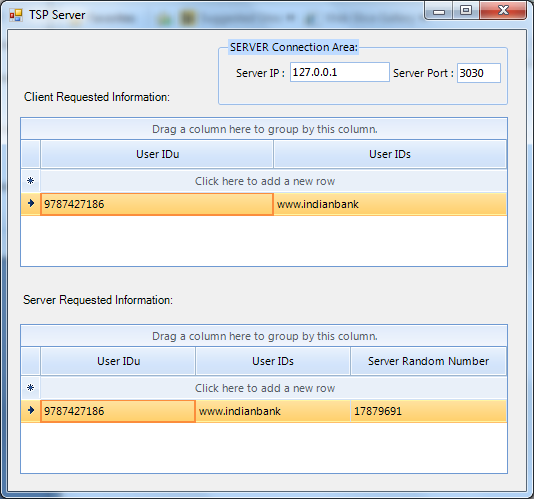 TSP Server
SERVER Connection Area:
Server IP : 127.0.0.1 Server Port : 3030
Client Requested Information:
Drag a column here to group by this column.
User IDu User IDs
Click here to add a new row
9787427186 www.indianbank
Server Requested Information:
Drag a column here to group by this column.
User IDu User IDs Server Random Number
Click here to add a new row
9787427186 www.indianbank 17879691